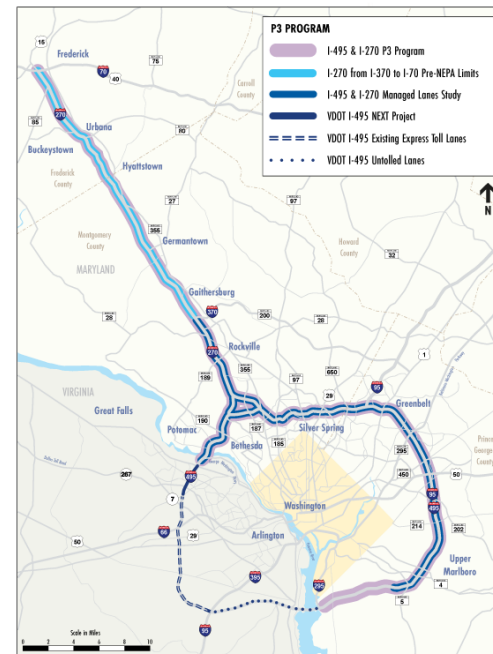 P3 PROGRAM
I-495 & I-270 P3 Program
I-270 from I-370 to I-70 Pre-NEPA Limits
I-495 & I-270 Managed Lanes Study
VDOT I-495 NEXT Project
VDOT I-495 Existing Express Toll Lanes
VDOT I-495 Untolled Lanes
N
15
Frederick
70
40
75
Carroll
County
270
85
Urbana
80
Buckeystown
Hyattstown
Frederick
County
27
97
355
Montgomery
County
Germantown
Howard
County
32
MARYLAND
Gaithersburg
370
28
200
28
Rockville
270
355
1
189
97
650
95
VIRGINIA
29
Great Falls
190
Greenbelt
187
Silver Spring
Potomac
185
Bethesda
295
Prince
George's
County
267
495
450
50
7
Washington
95
495
29
214
202
66
Arlington
50
395
Upper
Marlboro
295
4
5
95
Scale in Miles
0
2
4
6
8
10